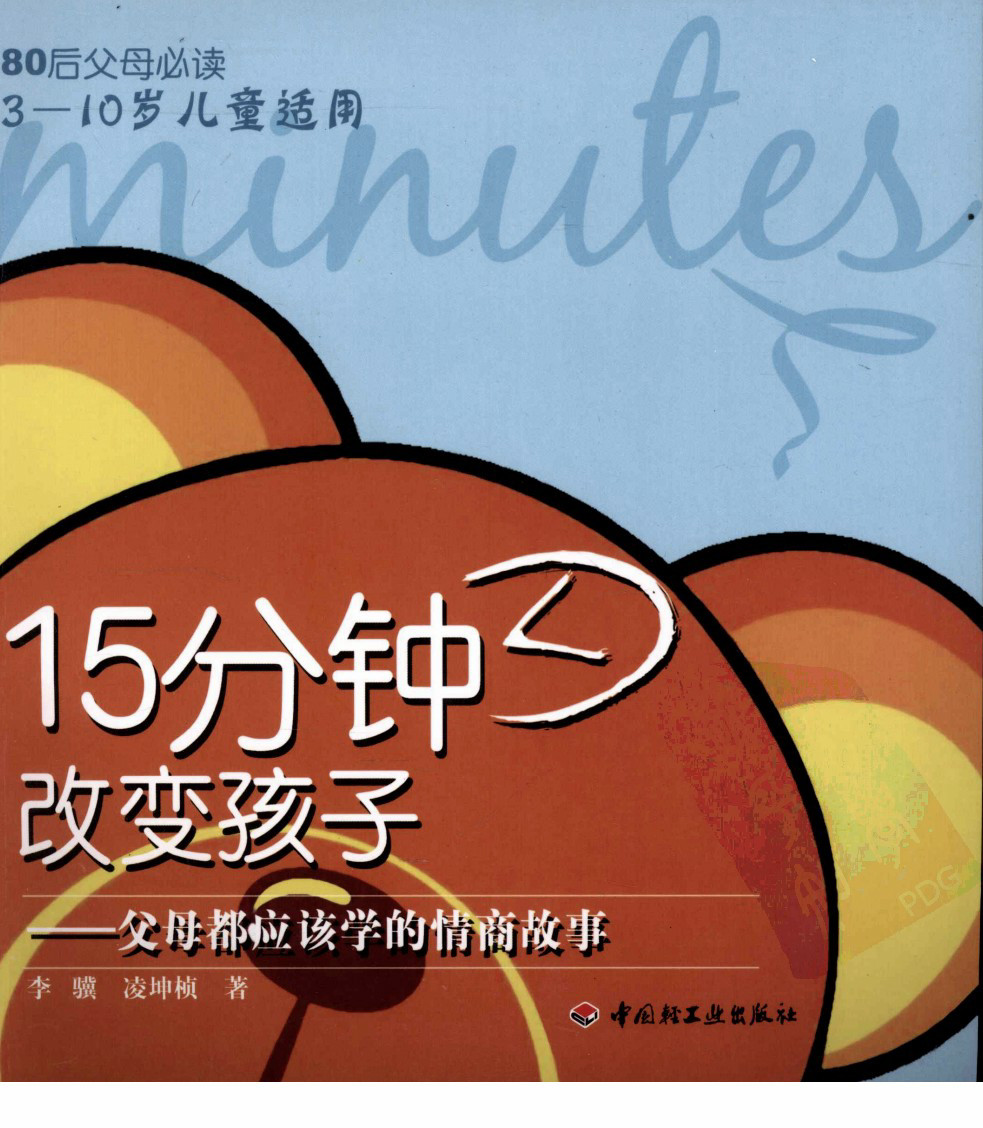 80后父母必读
3—10岁儿童适用
minutes
15分钟
改变孩子
——父母都应该学的情商故事
李 骥 凌坤桢 著
中国轻工业出版社
PDG